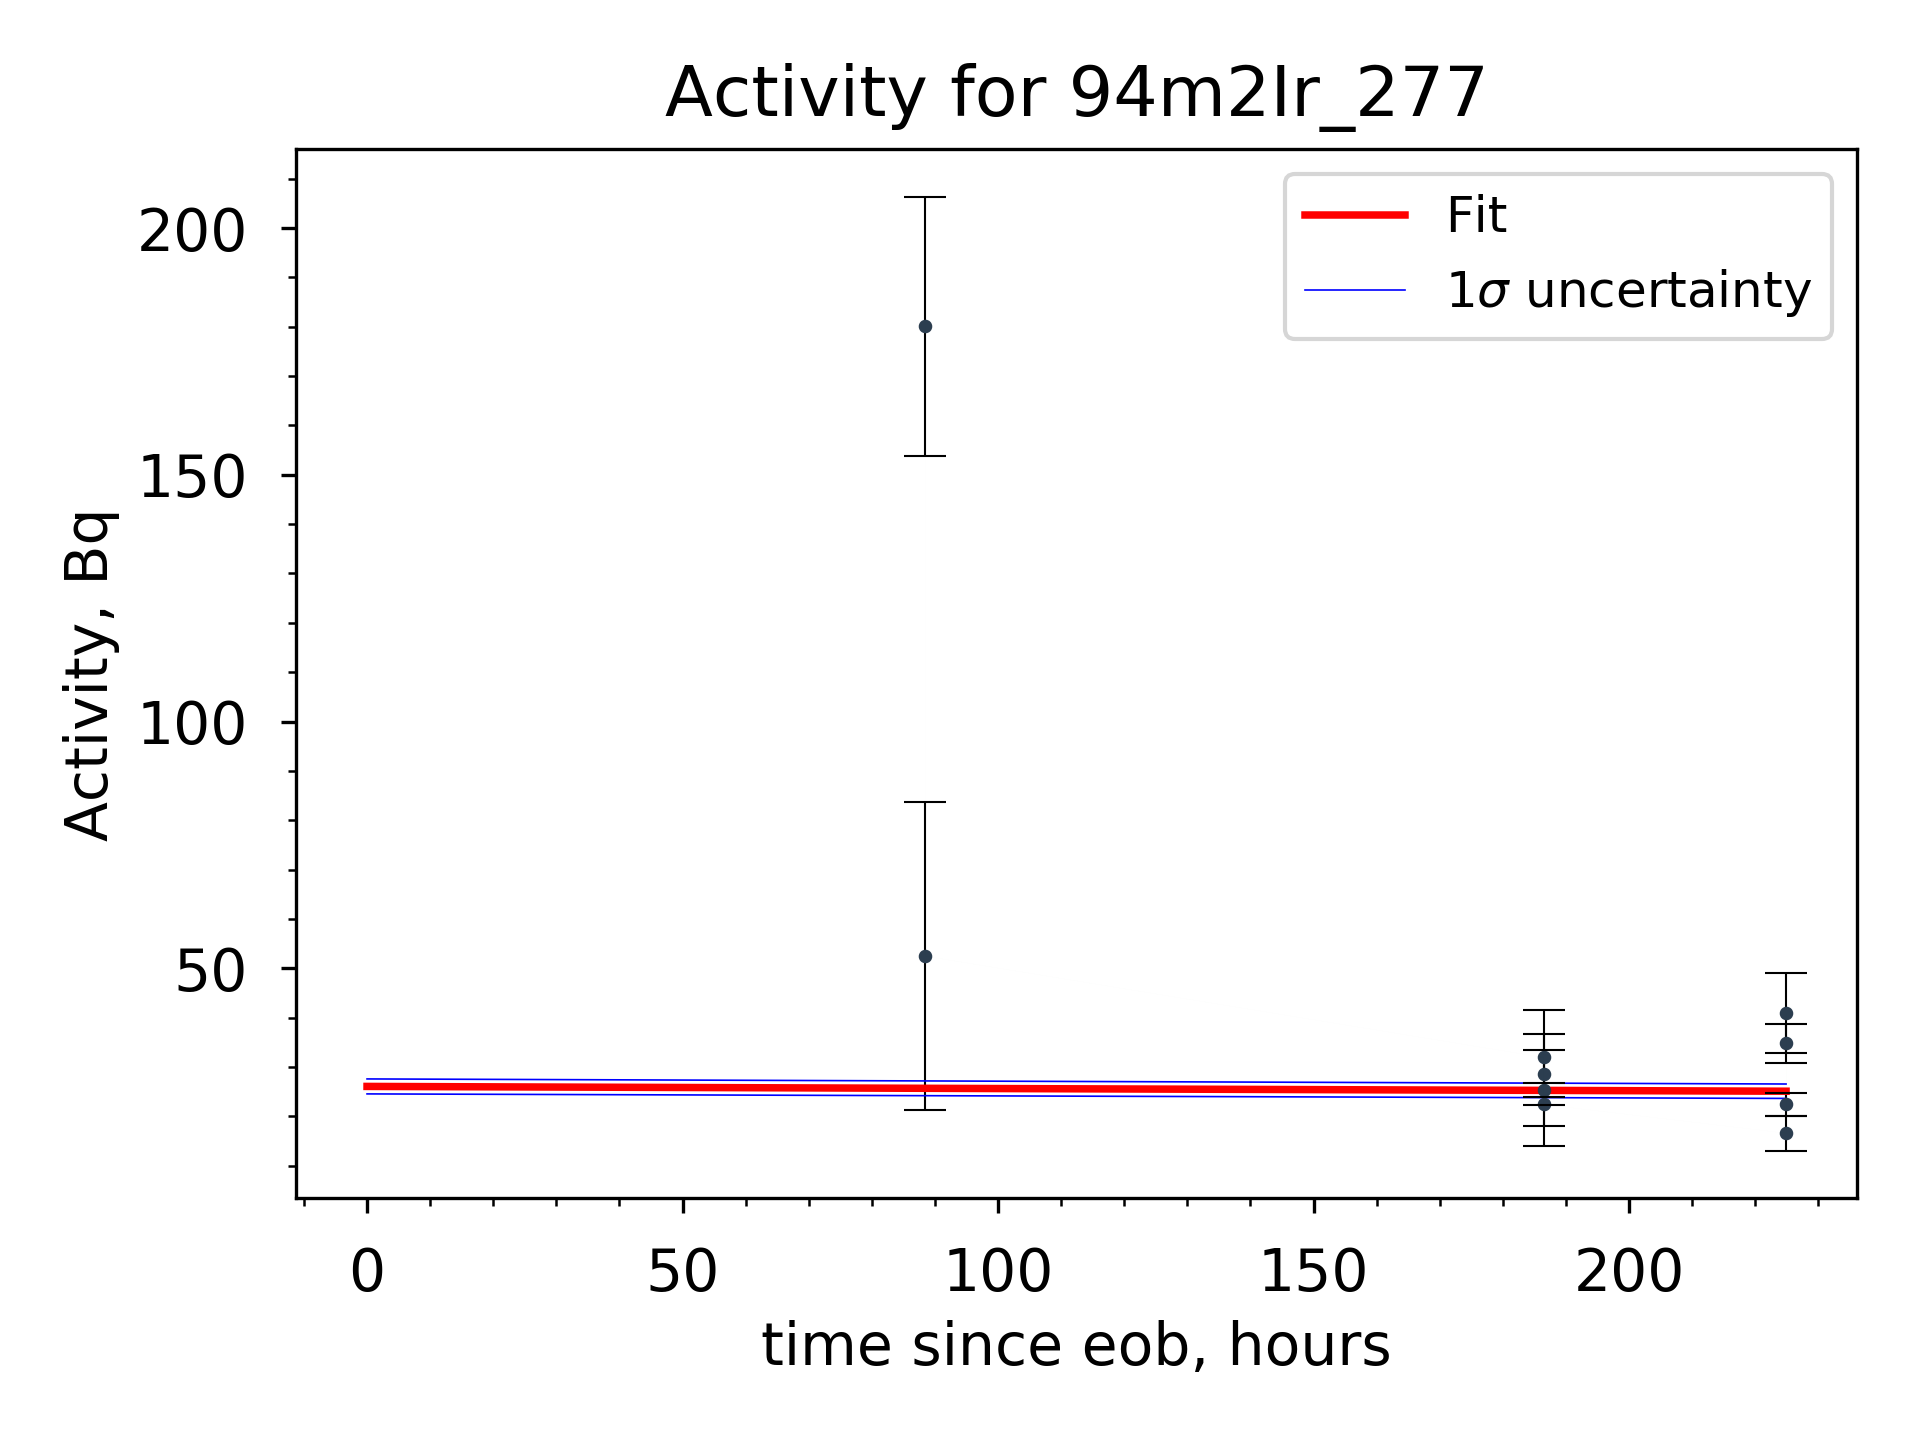 Activity for 94m2Ir_277
Fit
1σ uncertainty
200
150
100
50
Activity, Bq
0 50 100 150 200
time since eob, hours